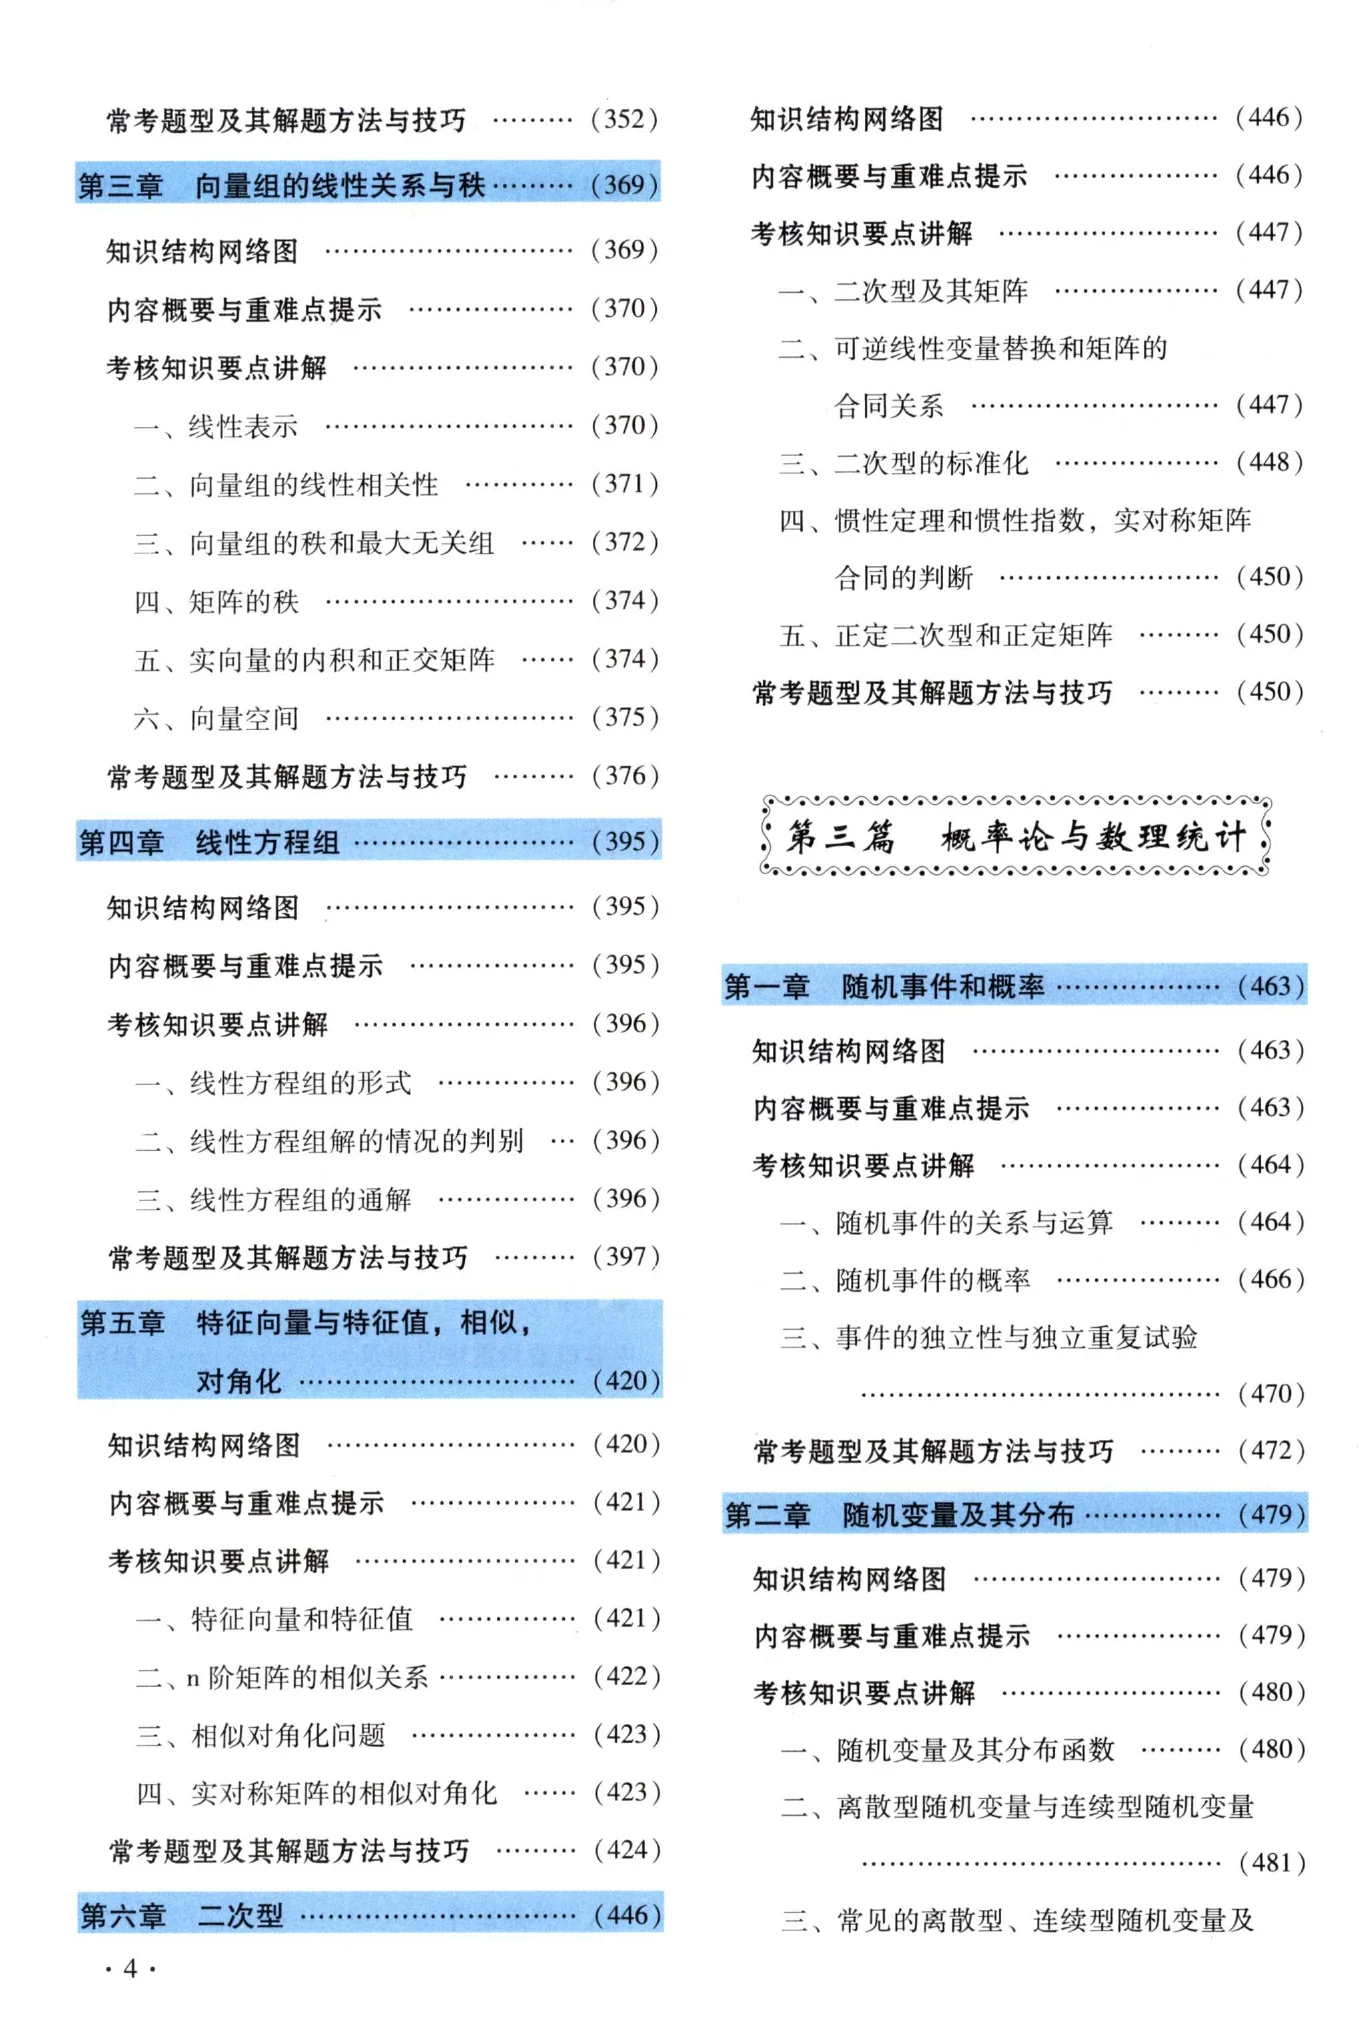 常考题型及其解题方法与技巧 ········· (352)
第三章 向量组的线性关系与秩 ········· (369)
知识结构网络图 ··························· (369)
内容概要与重难点提示 ·················· (370)
考核知识要点讲解 ························ (370)
一、线性表示 ··························· (370)
二、向量组的线性相关性 ············ (371)
三、向量组的秩和最大无关组 ······ (372)
四、矩阵的秩 ··························· (374)
五、实向量的内积和正交矩阵 ······ (374)
六、向量空间 ··························· (375)
常考题型及其解题方法与技巧 ········· (376)
第四章 线性方程组 ························ (395)
知识结构网络图 ··························· (395)
内容概要与重难点提示 ·················· (395)
考核知识要点讲解 ························ (396)
一、线性方程组的形式 ··············· (396)
二、线性方程组解的情况的判别 ··· (396)
三、线性方程组的通解 ··············· (396)
常考题型及其解题方法与技巧 ········· (397)
第五章 特征向量与特征值，相似，
对角化 ······························ (420)
知识结构网络图 ··························· (420)
内容概要与重难点提示 ·················· (421)
考核知识要点讲解 ························ (421)
一、特征向量和特征值 ··············· (421)
二、n 阶矩阵的相似关系 ··············· (422)
三、相似对角化问题 ·················· (423)
四、实对称矩阵的相似对角化 ······ (423)
常考题型及其解题方法与技巧 ········· (424)
第六章 二次型 ······························ (446)
· 4 ·
知识结构网络图 ··························· (446)
内容概要与重难点提示 ·················· (446)
考核知识要点讲解 ························ (447)
一、二次型及其矩阵 ·················· (447)
二、可逆线性变量替换和矩阵的
合同关系 ··························· (447)
三、二次型的标准化 ·················· (448)
四、惯性定理和惯性指数，实对称矩阵
合同的判断 ························ (450)
五、正定二次型和正定矩阵 ········· (450)
常考题型及其解题方法与技巧 ········· (450)
第三篇 概率论与数理统计
第一章 随机事件和概率 ·················· (463)
知识结构网络图 ··························· (463)
内容概要与重难点提示 ·················· (463)
考核知识要点讲解 ························ (464)
一、随机事件的关系与运算 ········· (464)
二、随机事件的概率 ·················· (466)
三、事件的独立性与独立重复试验
······································· (470)
常考题型及其解题方法与技巧 ········· (472)
第二章 随机变量及其分布 ··············· (479)
知识结构网络图 ··························· (479)
内容概要与重难点提示 ·················· (479)
考核知识要点讲解 ························ (480)
一、随机变量及其分布函数 ········· (480)
二、离散型随机变量与连续型随机变量
······································· (481)
三、常见的离散型、连续型随机变量及